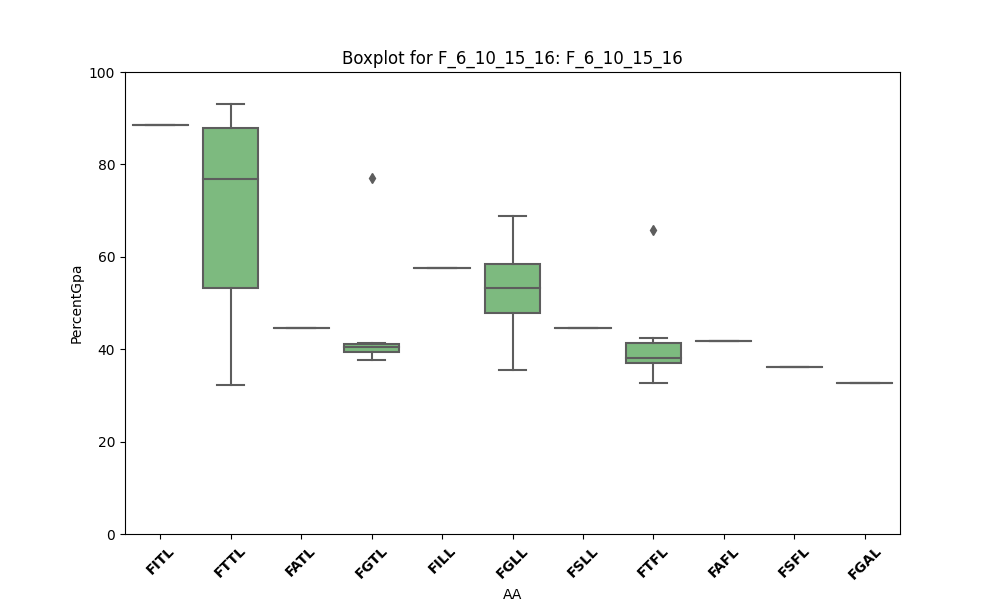 Boxplot for F_6_10_15_16: F_6_10_15_16
100
80
60
40
20
0
PercentGpa
FITL FTTL FATL FGTL FILL FGLL FSLL FTFL FAFL FSFL FGAL
AA